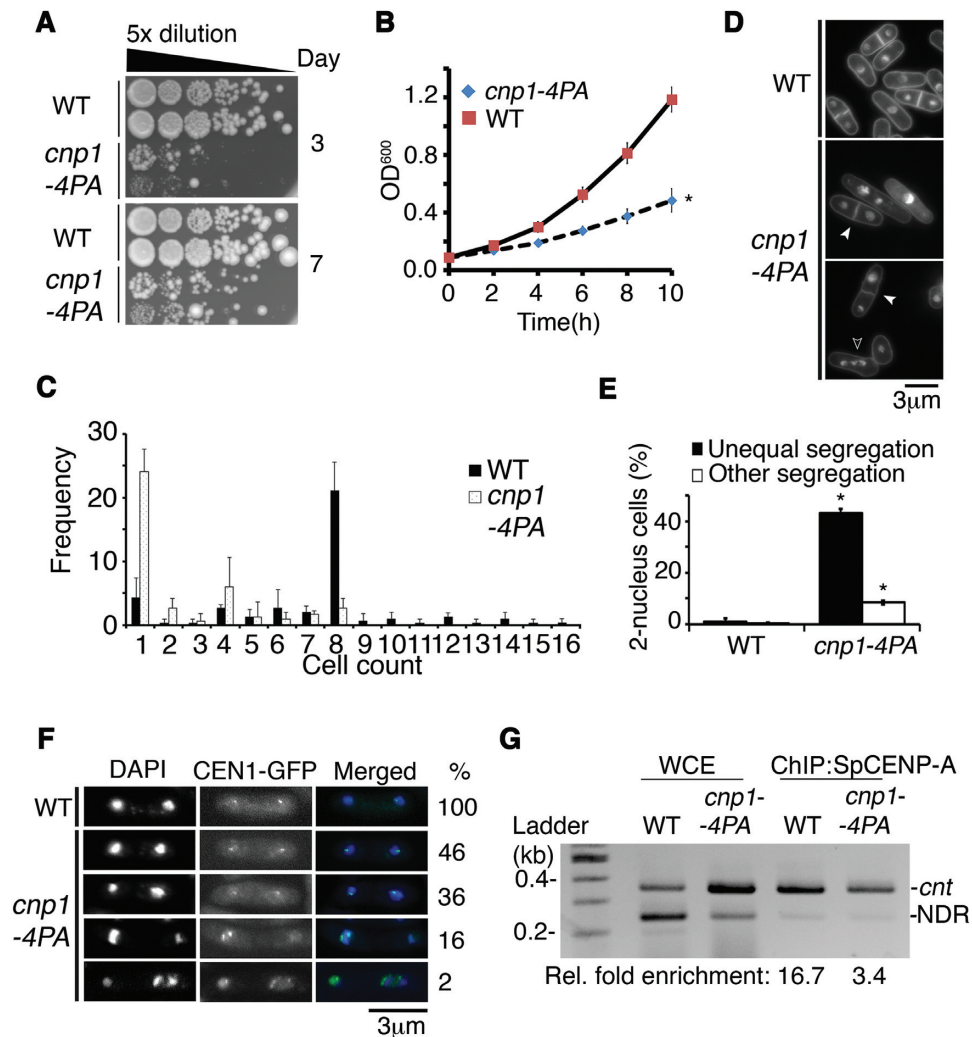 A
5x dilution
Day
WT
cnp1
-4PA
3
WT
cnp1
-4PA
7
B
cnp1-4PA
WT
OD600
1.2
0.8
0.4
0.0
*
0 2 4 6 8 10
Time(h)
D
WT
cnp1
-4PA
3μm
C
Frequency
30
20
10
0
WT
cnp1
-4PA
1 2 3 4 5 6 7 8 9 10 11 12 13 14 15 16
Cell count
E
2-nucleus cells (%)
Unequal segregation
Other segregation
40
20
0
*
*
WT cnp1-4PA
F
DAPI CEN1-GFP Merged %
WT
100
cnp1
-4PA
46
36
16
2
3μm
G
WCE ChIP:SpCENP-A
Ladder
(kb)
WT cnp1-
-4PA WT cnp1-
-4PA
0.4-
0.2-
-cnt
-NDR
Rel. fold enrichment: 16.7 3.4